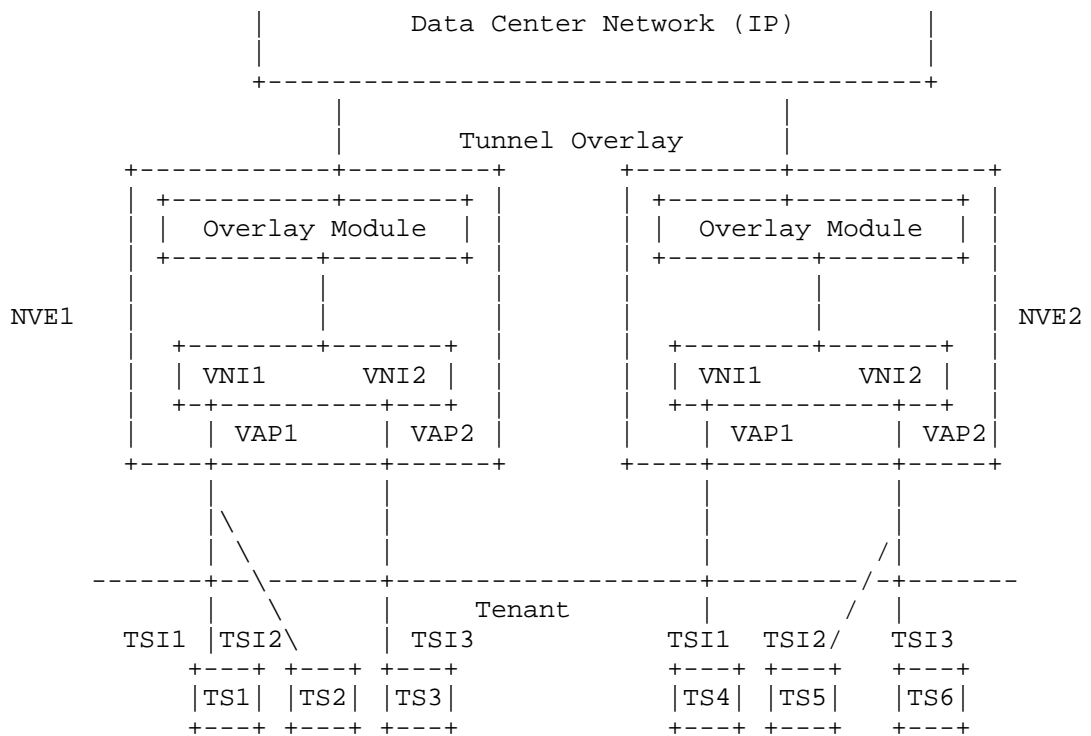 Data Center Network (IP)
Tunnel Overlay
Overlay Module Overlay Module
NVE1 NVE2
VNI1 VNI2 VNI1 VNI2
VAP1 VAP2 VAP1 VAP2
Tenant
TSI1 TSI2 TSI3 TSI1 TSI2 TSI3
TS1 TS2 TS3 TS4 TS5 TS6